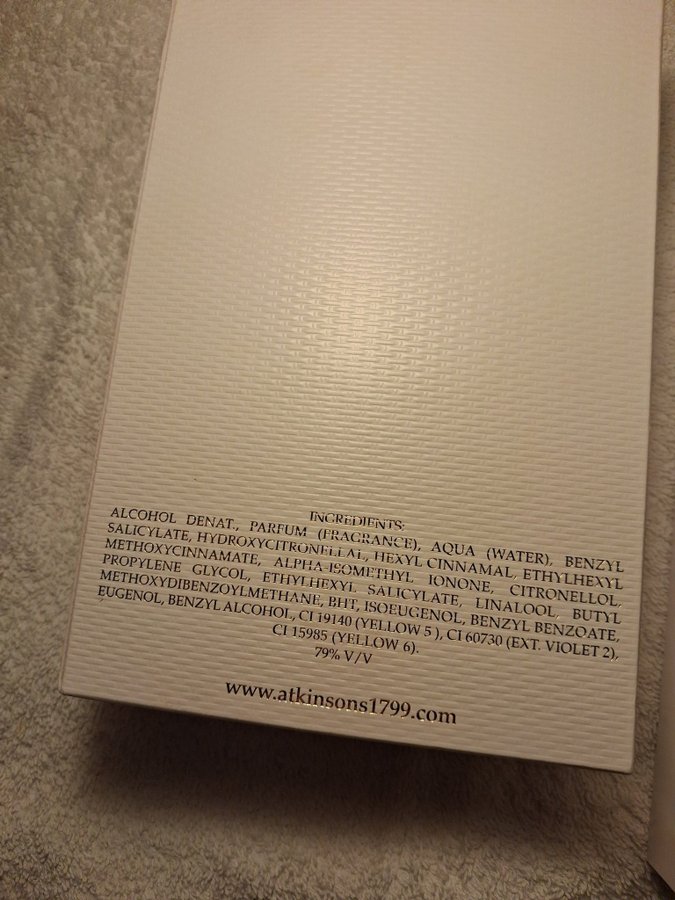 INGREDIENTS:
ALCOHOL DENAT., PARFUM (FRAGRANCE), AQUA (WATER), BENZYL
SALICYLATE, HYDROXYCITRONELLAL, HEXYL CINNAMAL, ETHYLHEXYL
METHOXYCINNAMATE, ALPHA-ISOMETHYL IONONE, CITRONELLOL,
PROPYLENE GLYCOL, ETHYLHEXYL SALICYLATE, LINALOOL, BUTYL
METHOXYDIBENZOYLMETHANE, BHT, ISOEUGENOL, BENZYL BENZOATE,
EUGENOL, BENZYL ALCOHOL, CI 19140 (YELLOW 5 ), CI 60730 (EXT. VIOLET 2),
CI 15985 (YELLOW 6).
79% V/V
www.atkinsons1799.com